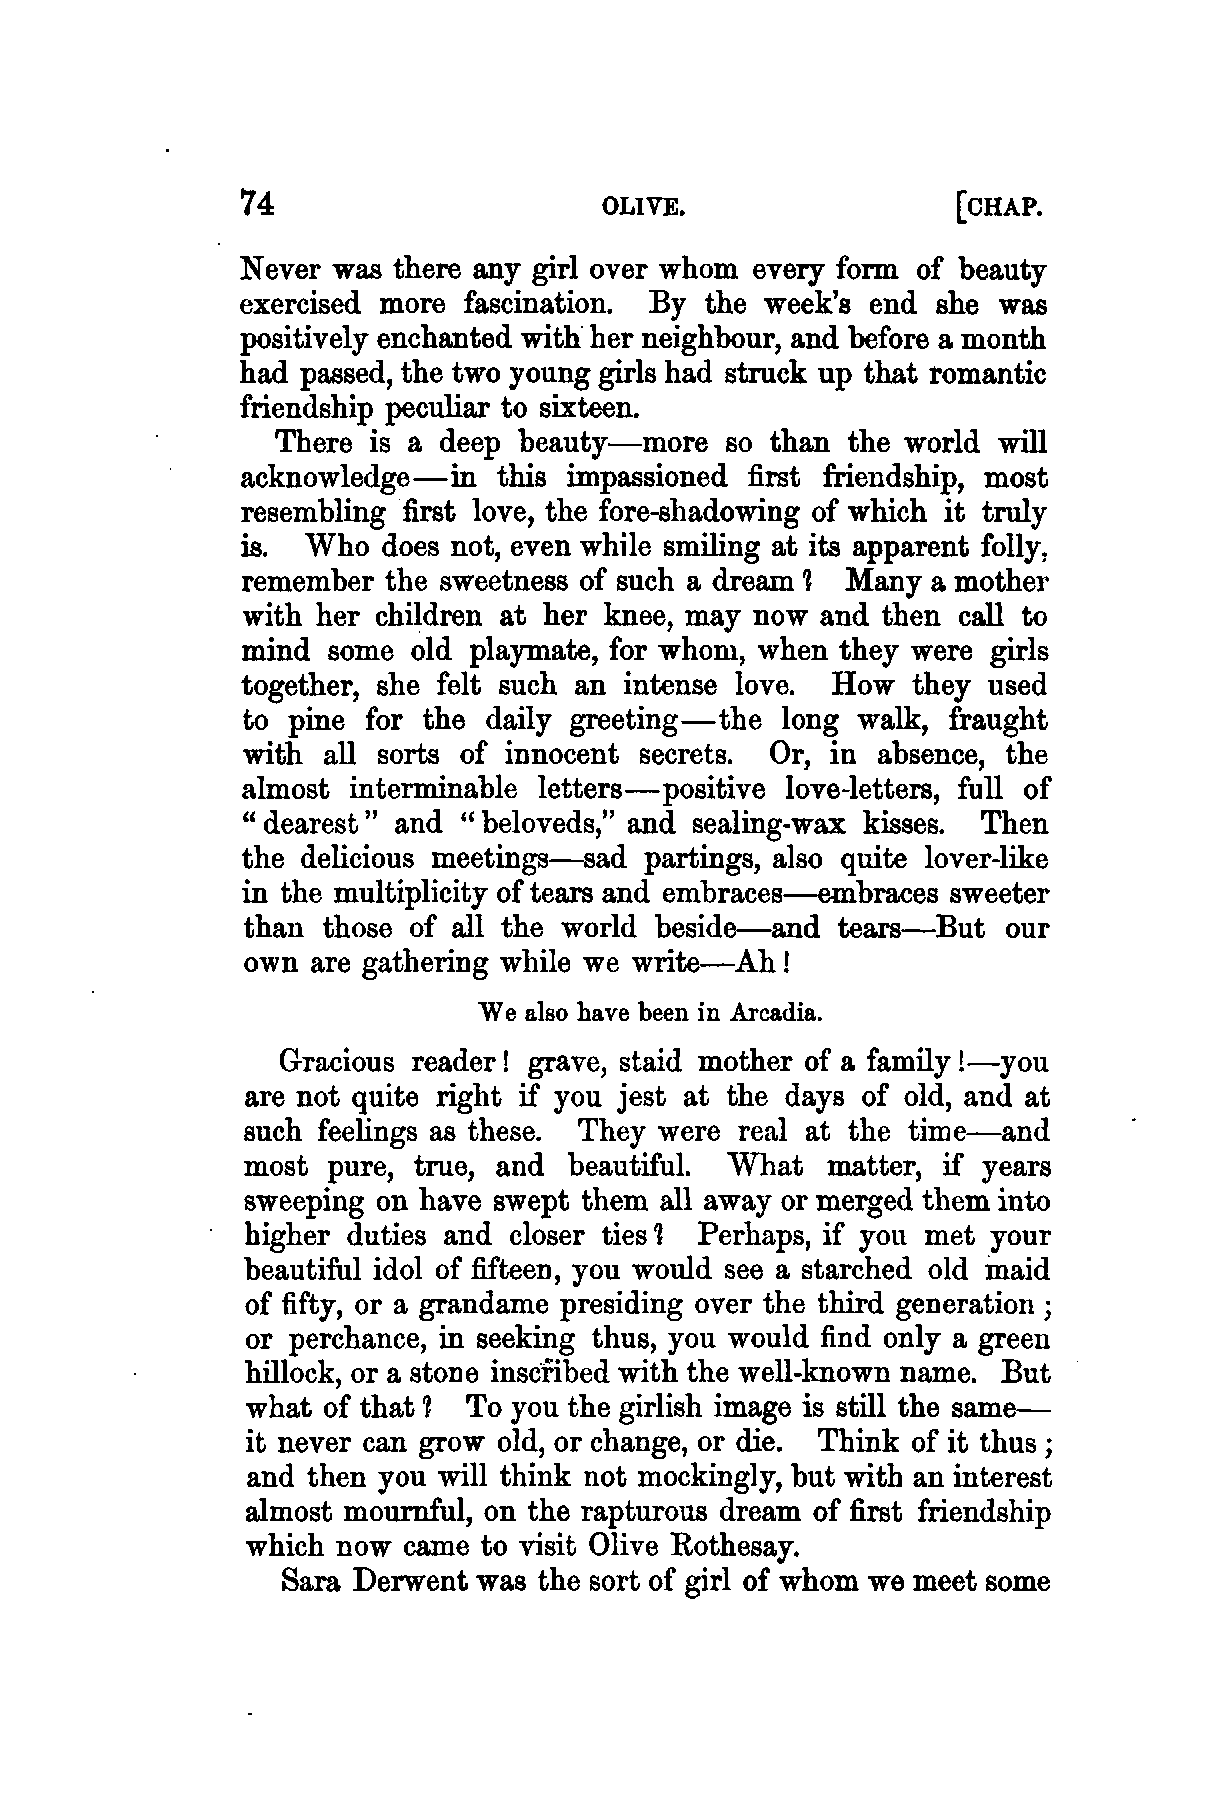 74 OLIVE. [CHAP.
Never was there any girl over whom every form of beauty
exercised more fascination. By the week's end she was
positively enchanted with her neighbour, and before a month
had passed, the two young girls had struck up that romantic
friendship peculiar to sixteen.
There is a deep beauty—more so than the world will
acknowledge—in this impassioned first friendship, most
resembling first love, the fore-shadowing of which it truly
is. Who does not, even while smiling at its apparent folly,
remember the sweetness of such a dream? Many a mother
with her children at her knee, may now and then call to
mind some old playmate, for whom, when they were girls
together, she felt such an intense love. How they used
to pine for the daily greeting—the long walk, fraught
with all sorts of innocent secrets. Or, in absence, the
almost interminable letters—positive love-letters, full of
"dearest" and "beloveds," and sealing-wax kisses. Then
the delicious meetings—sad partings, also quite lover-like
in the multiplicity of tears and embraces—embraces sweeter
than those of all the world beside—and tears—But our
own are gathering while we write—Ah!
We also have been in Arcadia.
Gracious reader! grave, staid mother of a family!—you
are not quite right if you jest at the days of old, and at
such feelings as these. They were real at the time—and
most pure, true, and beautiful. What matter, if years
sweeping on have swept them all away or merged them into
higher duties and closer ties? Perhaps, if you met your
beautiful idol of fifteen, you would see a starched old maid
of fifty, or a grandame presiding over the third generation;
or perchance, in seeking thus, you would find only a green
hillock, or a stone inscribed with the well-known name. But
what of that? To you the girlish image is still the same—
it never can grow old, or change, or die. Think of it thus;
and then you will think not mockingly, but with an interest
almost mournful, on the rapturous dream of first friendship
which now came to visit Olive Rothesay.
Sara Derwent was the sort of girl of whom we meet some